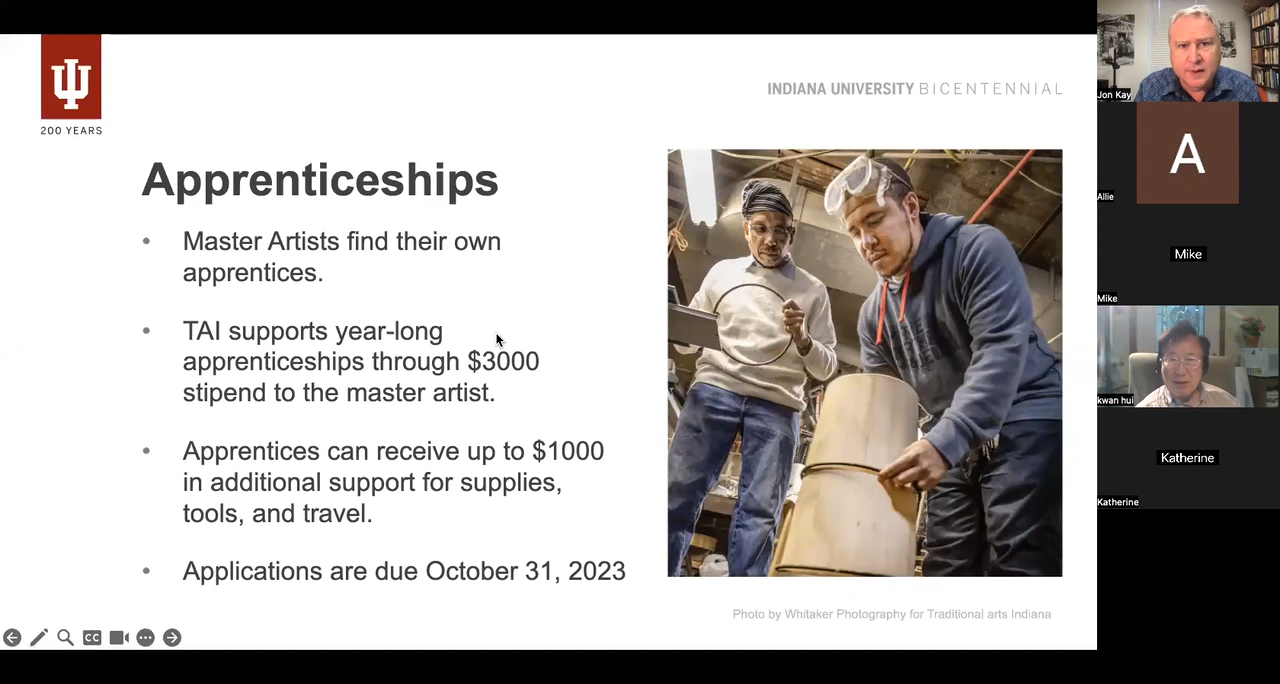 200 YEARS
INDIANA UNIVERSITY BICENTENNIAL
Apprenticeships
• Master Artists find their own
apprentices.
• TAI supports year-long
apprenticeships through $3000
stipend to the master artist.
• Apprentices can receive up to $1000
in additional support for supplies,
tools, and travel.
• Applications are due October 31, 2023
Photo by Whitaker Photography for Traditional arts Indiana
CC
Jon Kay
A
Allie
Mike
Mike
kwan hui
Katherine
Katherine